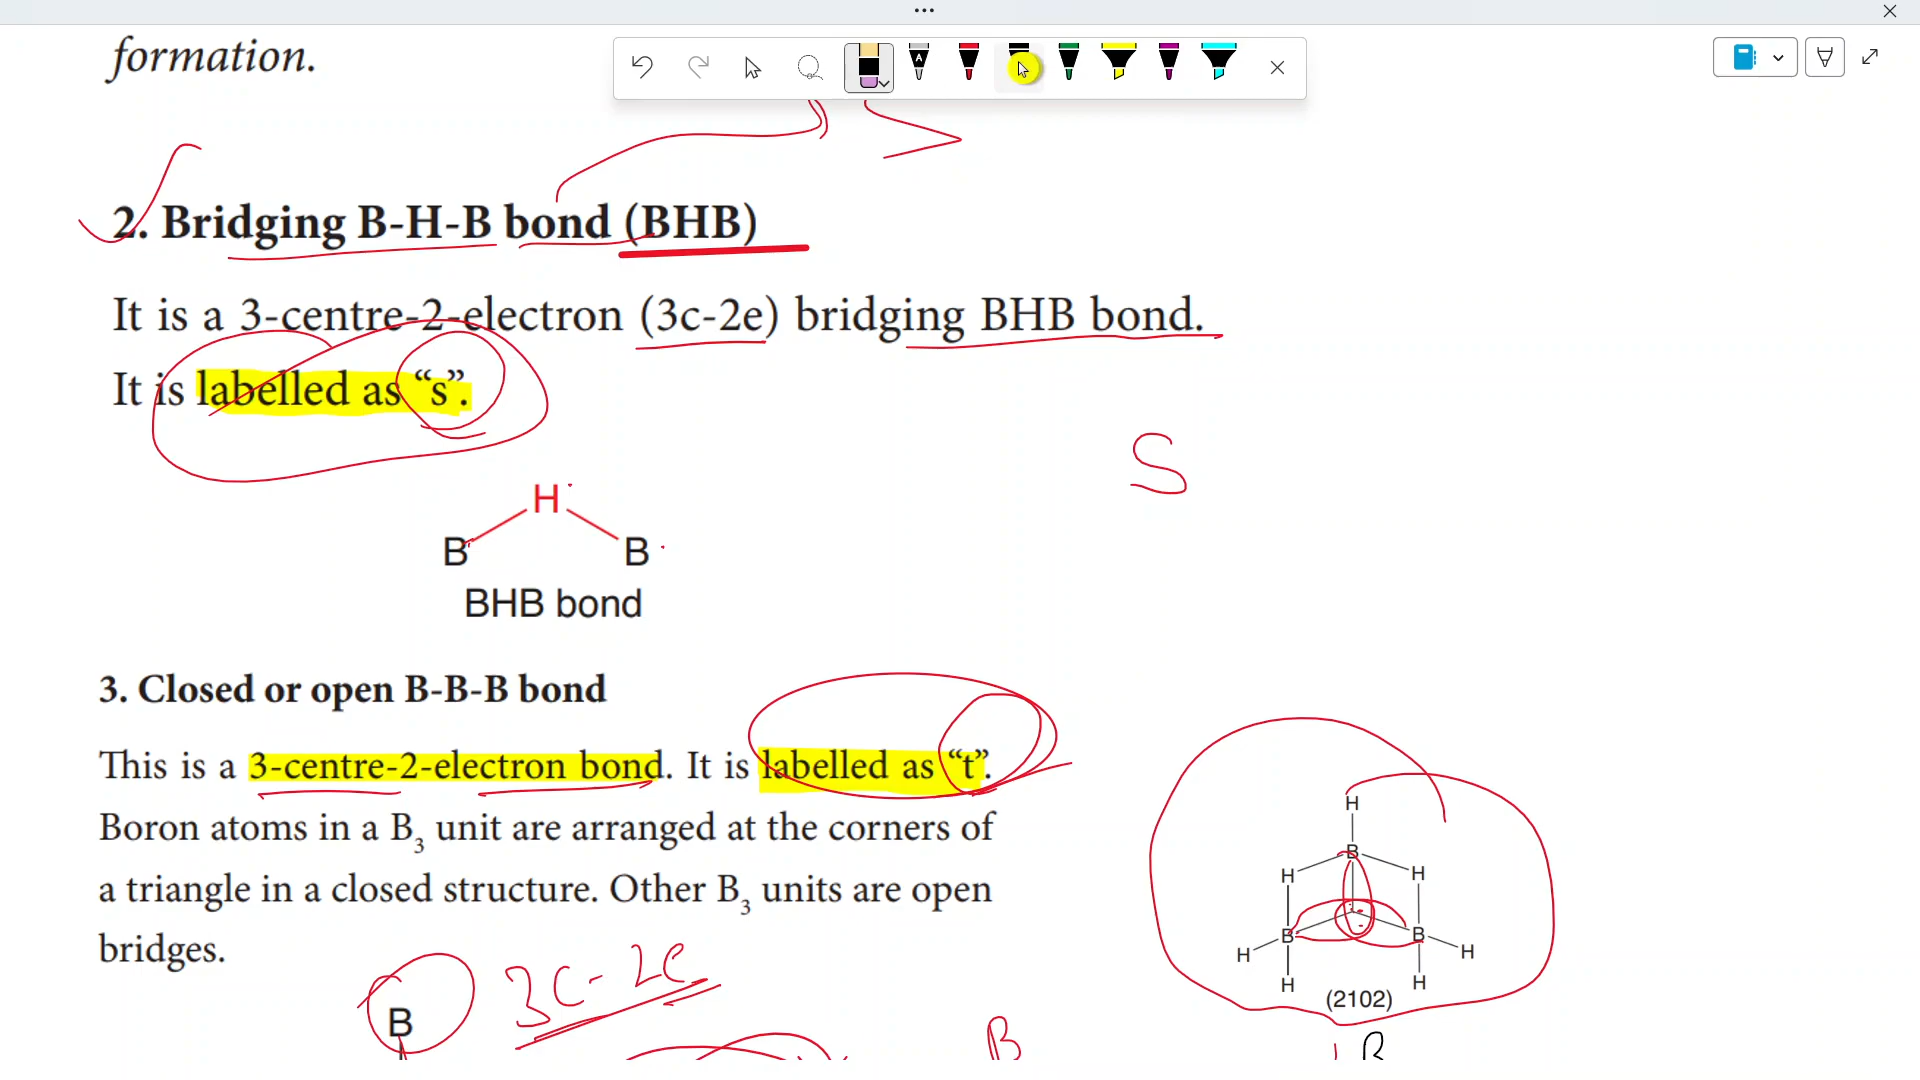 formation.
A
2. Bridging B-H-B bond (BHB)
It is a 3-centre-2-electron (3c-2e) bridging BHB bond.
It is labelled as “s”.
S
H
B B
BHB bond
3. Closed or open B-B-B bond
This is a 3-centre-2-electron bond. It is labelled as “t”.
Boron atoms in a B₃ unit are arranged at the corners of
a triangle in a closed structure. Other B₃ units are open
bridges.
3C-2e
B
B
H
B
H H
B B
H H
H H
(2102)
B